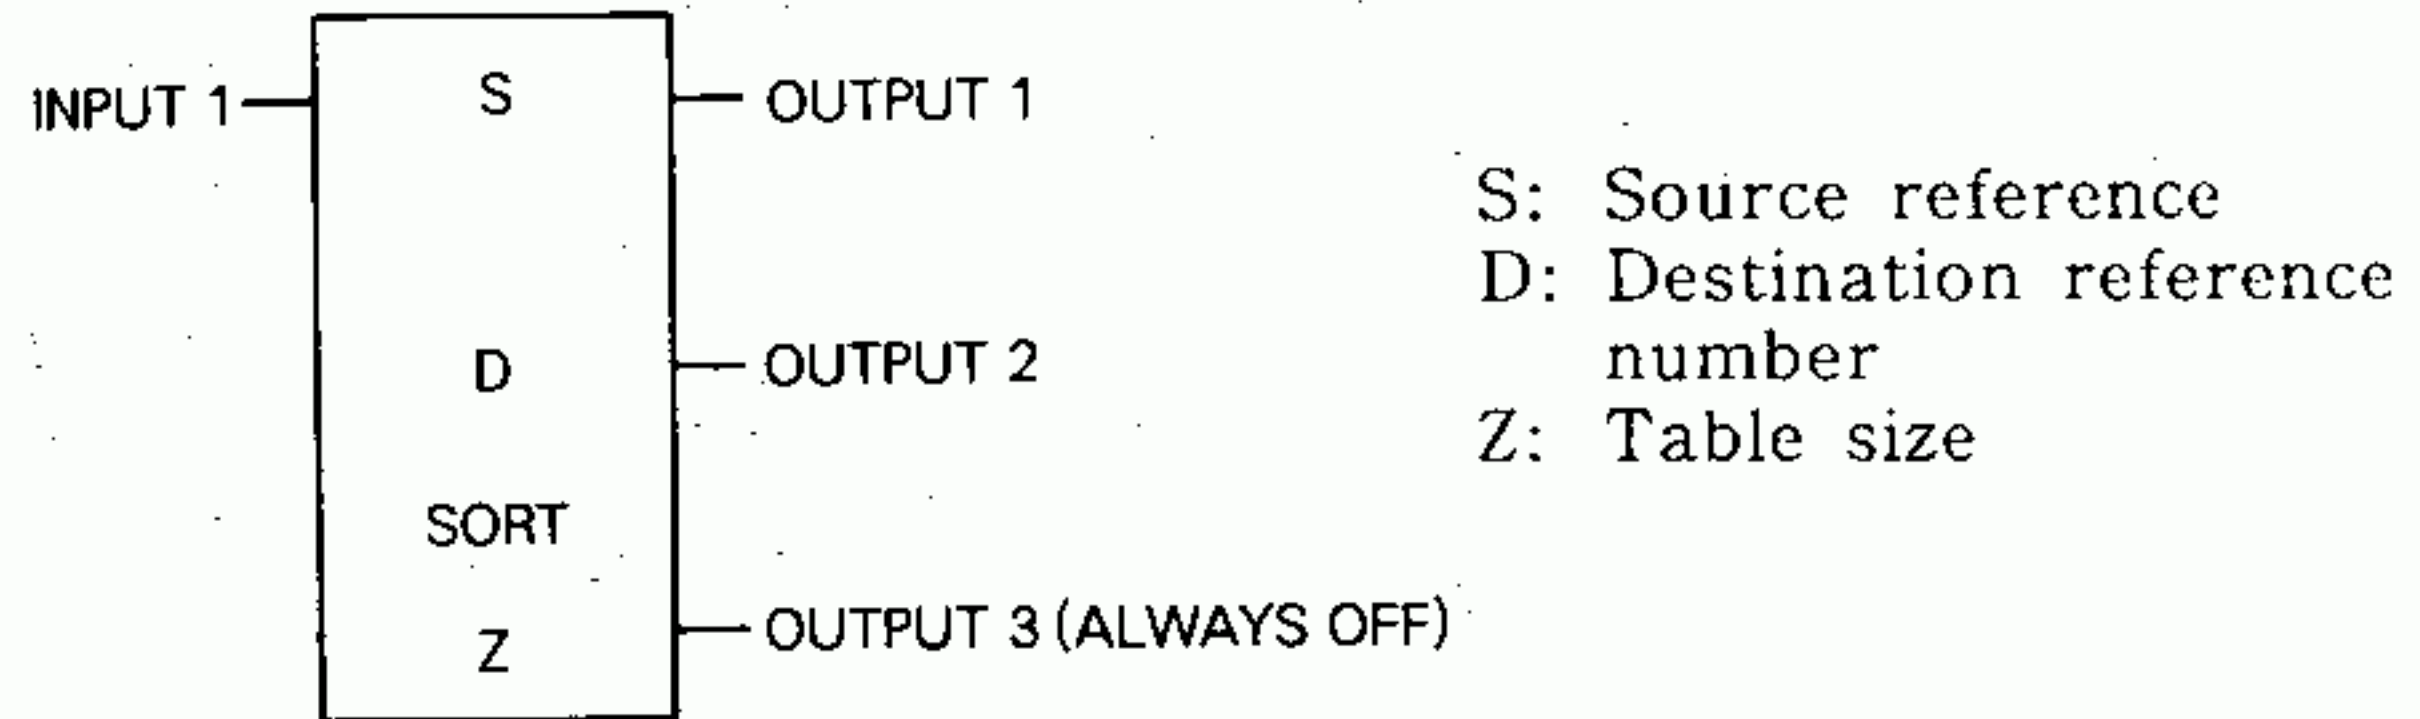 INPUT 1
S
OUTPUT 1
D
OUTPUT 2
SORT
Z
OUTPUT 3 (ALWAYS OFF)
S: Source reference
D: Destination reference
number
Z: Table size